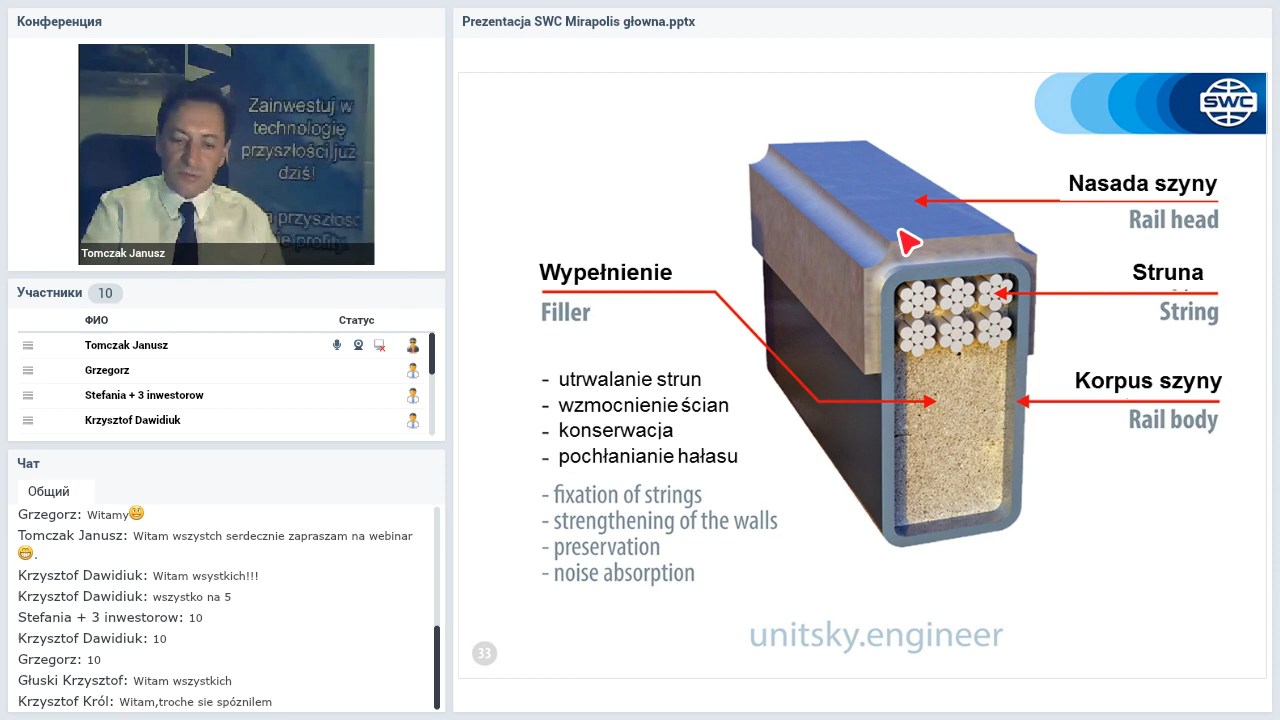 Конференция
Zainwestuj w
technologię
przyszłości już
dziś!
a przyszłość
Tomczak Janusz
Участники 10
ФИО Статус
Tomczak Janusz
Grzegorz
Stefania + 3 inwestorow
Krzysztof Dawidiuk
Чат
Общий
Grzegorz: Witamy
Tomczak Janusz: Witam wszystch serdecznie zapraszam na webinar
.
Krzysztof Dawidiuk: Witam wsystkich!!!
Krzysztof Dawidiuk: wszystko na 5
Stefania + 3 inwestorow: 10
Krzysztof Dawidiuk: 10
Grzegorz: 10
Głuski Krzysztof: Witam wszystkich
Krzysztof Król: Witam,troche sie spóznilem
Prezentacja SWC Mirapolis głowna.pptx
SWC
Nasada szyny
Rail head
Struna
String
Korpus szyny
Rail body
Wypełnienie
Filler
- utrwalanie strun
- wzmocnienie ścian
- konserwacja
- pochłanianie hałasu
- fixation of strings
- strengthening of the walls
- preservation
- noise absorption
unitsky.engineer
33